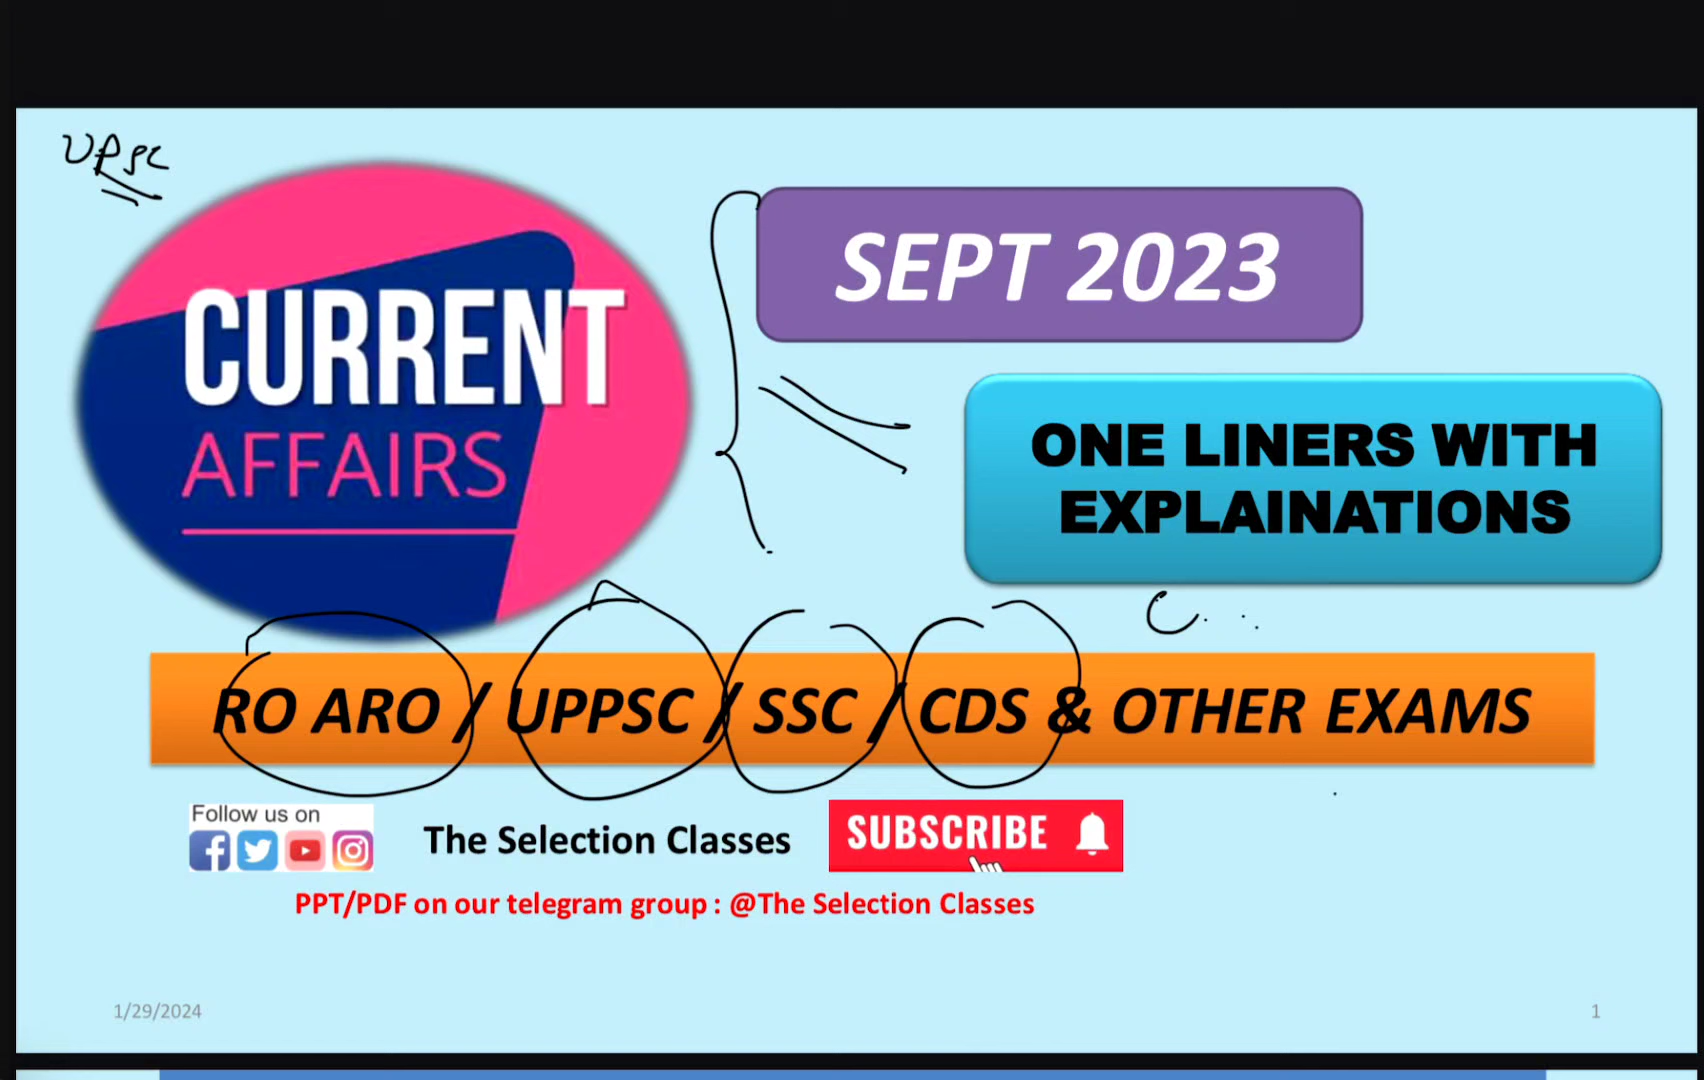 UPSC
CURRENT
AFFAIRS
SEPT 2023
ONE LINERS WITH
EXPLAINATIONS
RO ARO / UPPSC / SSC / CDS & OTHER EXAMS
Follow us on
The Selection Classes
SUBSCRIBE
PPT/PDF on our telegram group : @The Selection Classes
1/29/2024
1